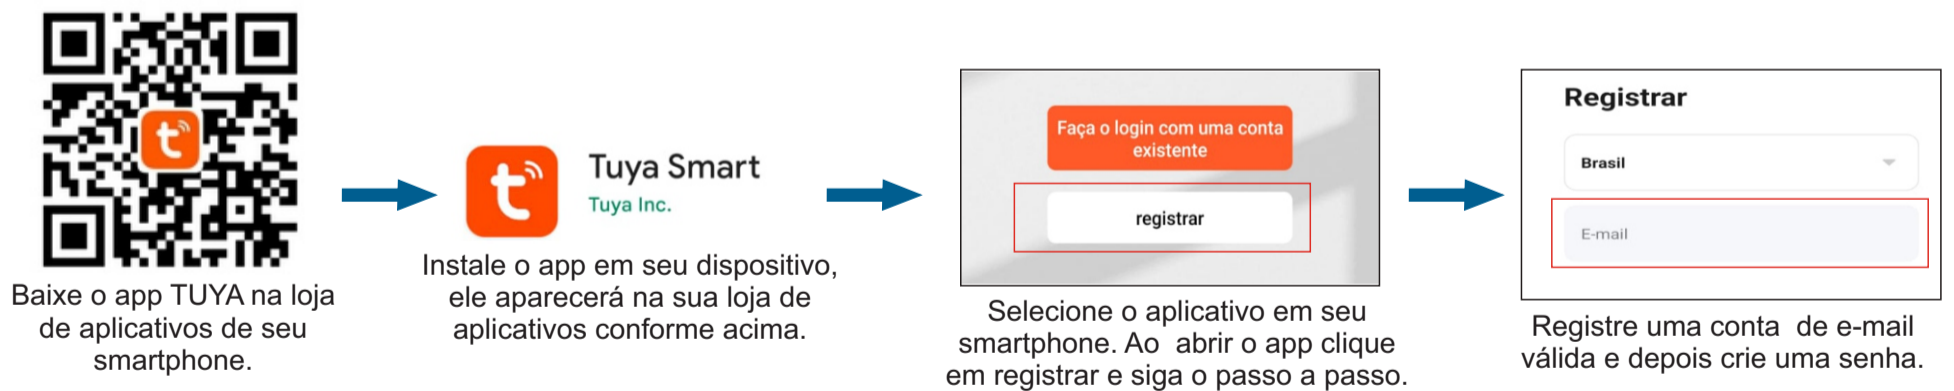 Baixe o app TUYA na loja
de aplicativos de seu
smartphone.
Tuya Smart
Tuya Inc.
Instale o app em seu dispositivo,
ele aparecerá na sua loja de
aplicativos conforme acima.
Faça o login com uma conta
existente
registrar
Selecione o aplicativo em seu
smartphone. Ao abrir o app clique
em registrar e siga o passo a passo.
Registrar
Brasil
E-mail
Registre uma conta de e-mail
válida e depois crie uma senha.